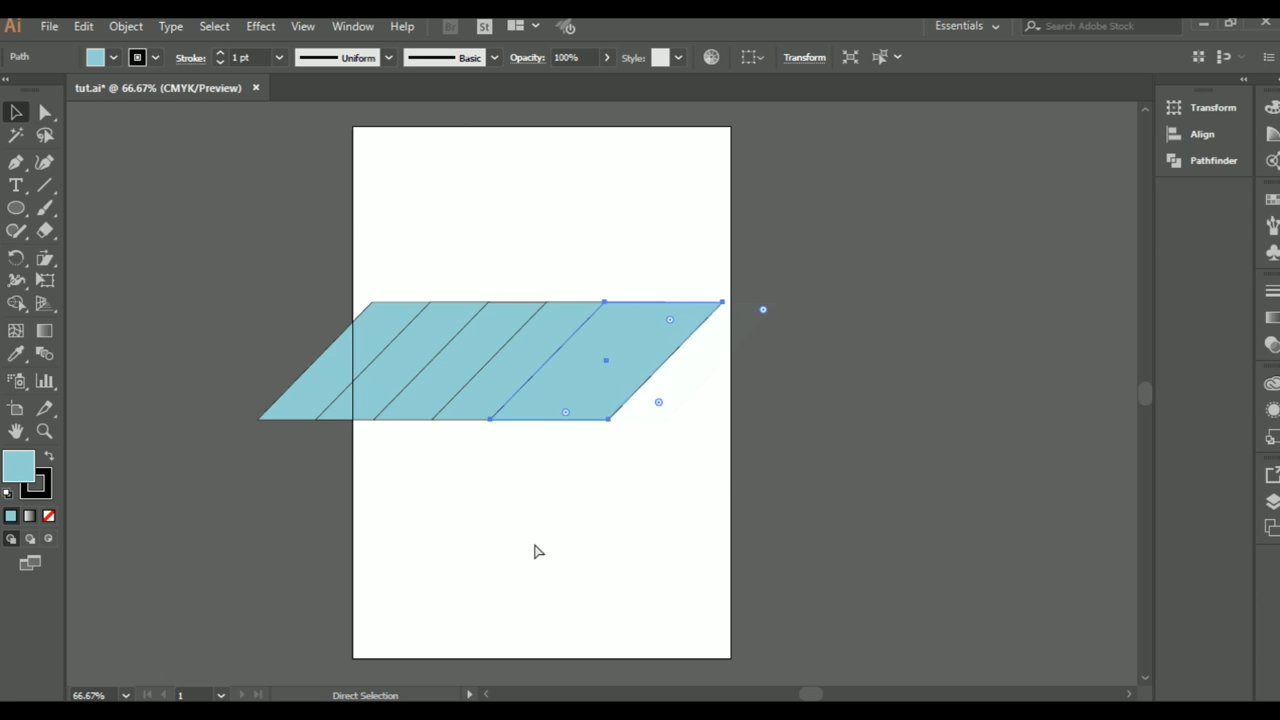 Ai File Edit Object Type Select Effect View Window Help Br St Essentials Search Adobe Stock
Path Stroke: 1 pt Uniform Basic Opacity: 100% Style: Transform
tut.ai* @ 66.67% (CMYK/Preview) ×
Transform
Align
Pathfinder
T
66.67% 1 Direct Selection